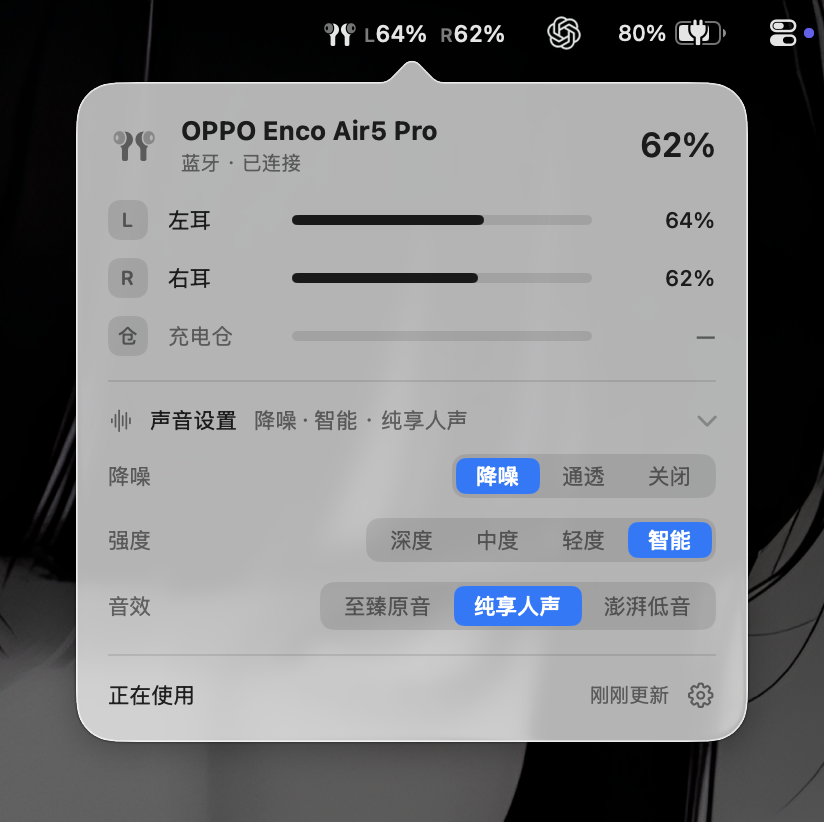 L64% R62% 80%
OPPO Enco Air5 Pro
62%
蓝牙 · 已连接
L 左耳 64%
R 右耳 62%
仓 充电仓 —
声音设置 降噪 · 智能 · 纯享人声
降噪 降噪 通透 关闭
强度 深度 中度 轻度 智能
音效 至臻原音 纯享人声 澎湃低音
正在使用 刚刚更新